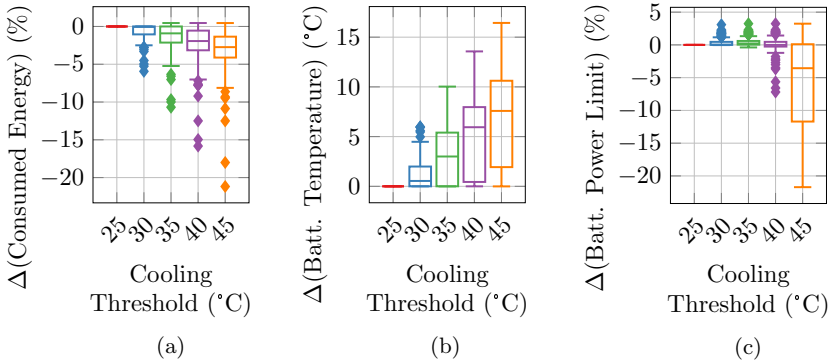 Δ(Consumed Energy) (%)
0
−5
−10
−15
−20
25
30
35
40
45
Cooling
Threshold (°C)
(a)
Δ(Batt. Temperature) (°C)
15
10
5
0
25
30
35
40
45
Cooling
Threshold (°C)
(b)
Δ(Batt. Power Limit) (%)
5
0
−5
−10
−15
−20
25
30
35
40
45
Cooling
Threshold (°C)
(c)